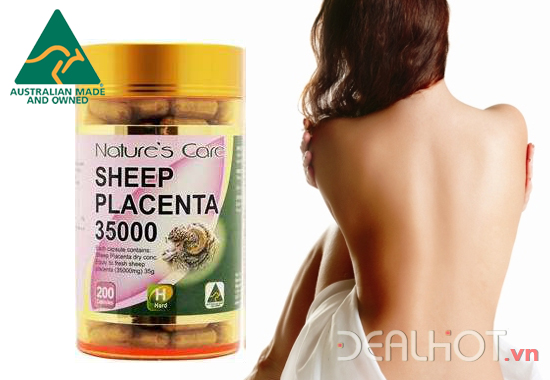 AUSTRALIAN MADE
AND OWNED
Nature's Care
SHEEP
PLACENTA
35000
Each capsule contains:
Sheep Placenta dry conc.
Equiv. to fresh sheep
placenta (35000mg) 35g
200
Capsules
H
Hard
DEALHOT.vn